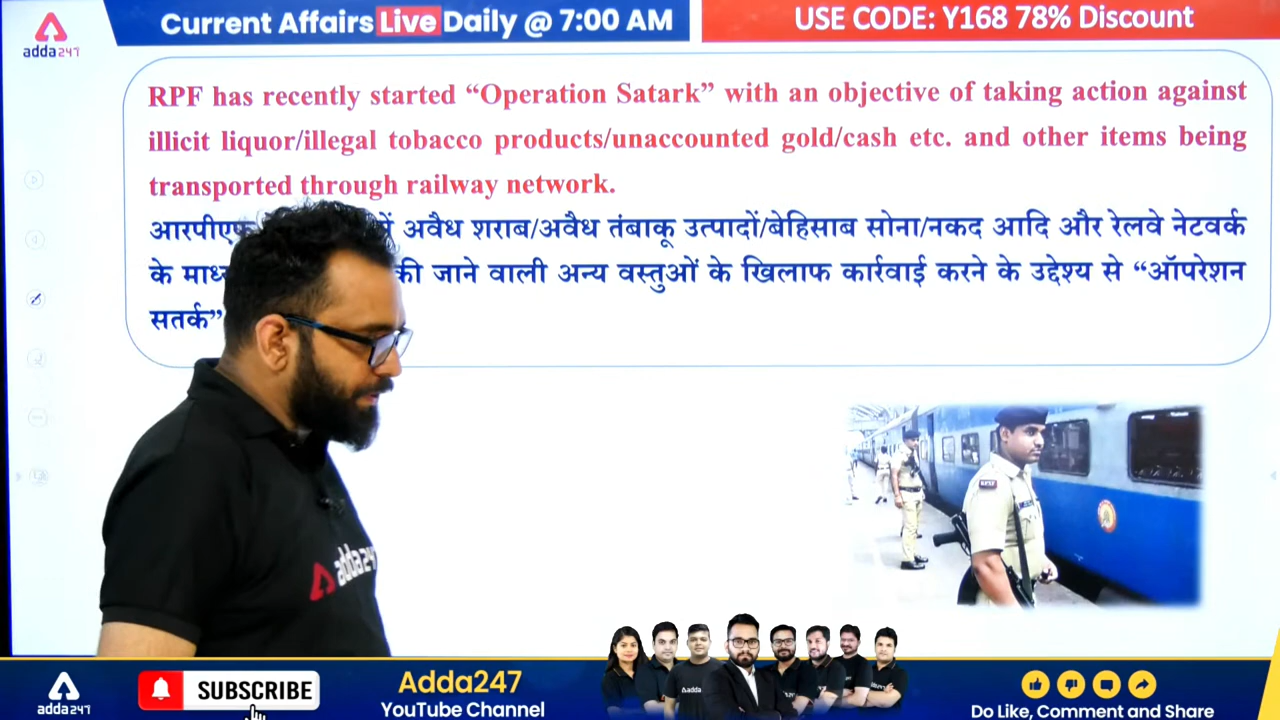 adda247
Current Affairs Live Daily @ 7:00 AM
USE CODE: Y168 78% Discount
RPF has recently started “Operation Satark” with an objective of taking action against
illicit liquor/illegal tobacco products/unaccounted gold/cash etc. and other items being
transported through railway network.
में अवैध शराब/अवैध तंबाकू उत्पादों/बेहिसाब सोना/नकद आदि और रेलवे नेटवर्क
के की जाने वाली अन्य वस्तुओं के खिलाफ कार्रवाई करने के उद्देश्य से “ऑपरेशन
सतर्क”
adda247
adda247
SUBSCRIBE
Adda247
YouTube Channel
Do Like, Comment and Share